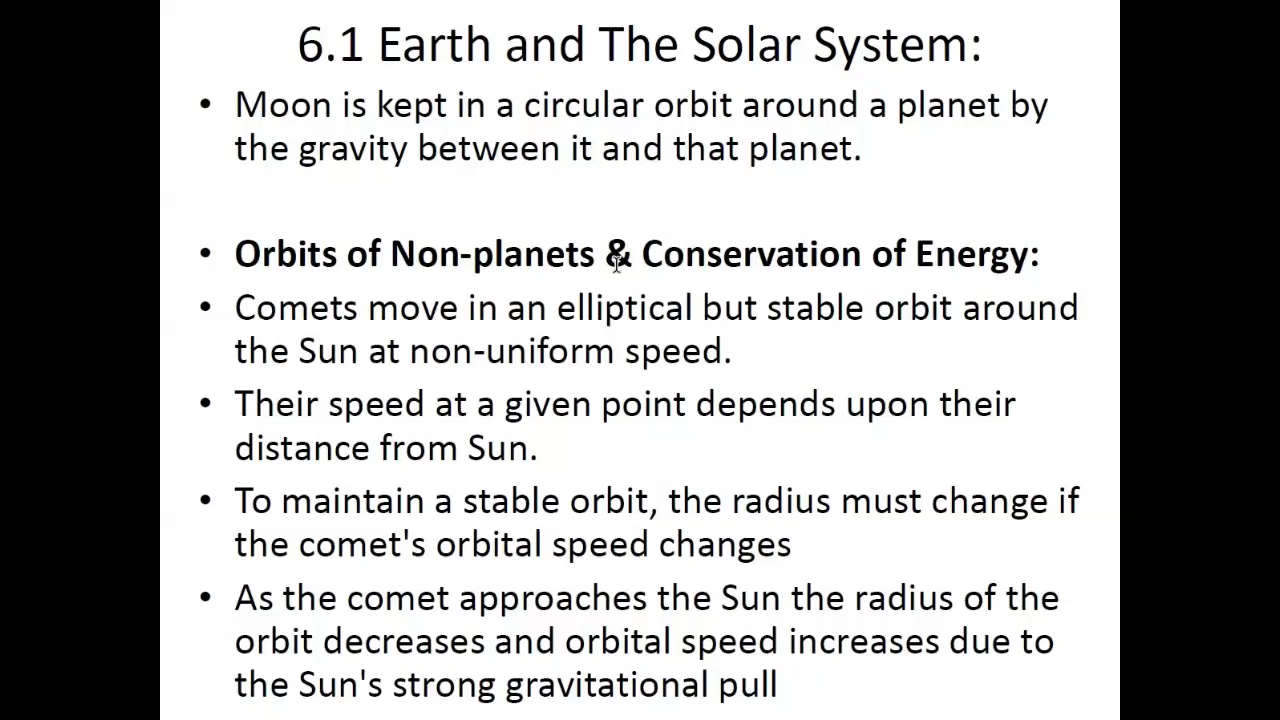 6.1 Earth and The Solar System:
• Moon is kept in a circular orbit around a planet by
the gravity between it and that planet.
• Orbits of Non-planets & Conservation of Energy:
• Comets move in an elliptical but stable orbit around
the Sun at non-uniform speed.
• Their speed at a given point depends upon their
distance from Sun.
• To maintain a stable orbit, the radius must change if
the comet's orbital speed changes
• As the comet approaches the Sun the radius of the
orbit decreases and orbital speed increases due to
the Sun's strong gravitational pull